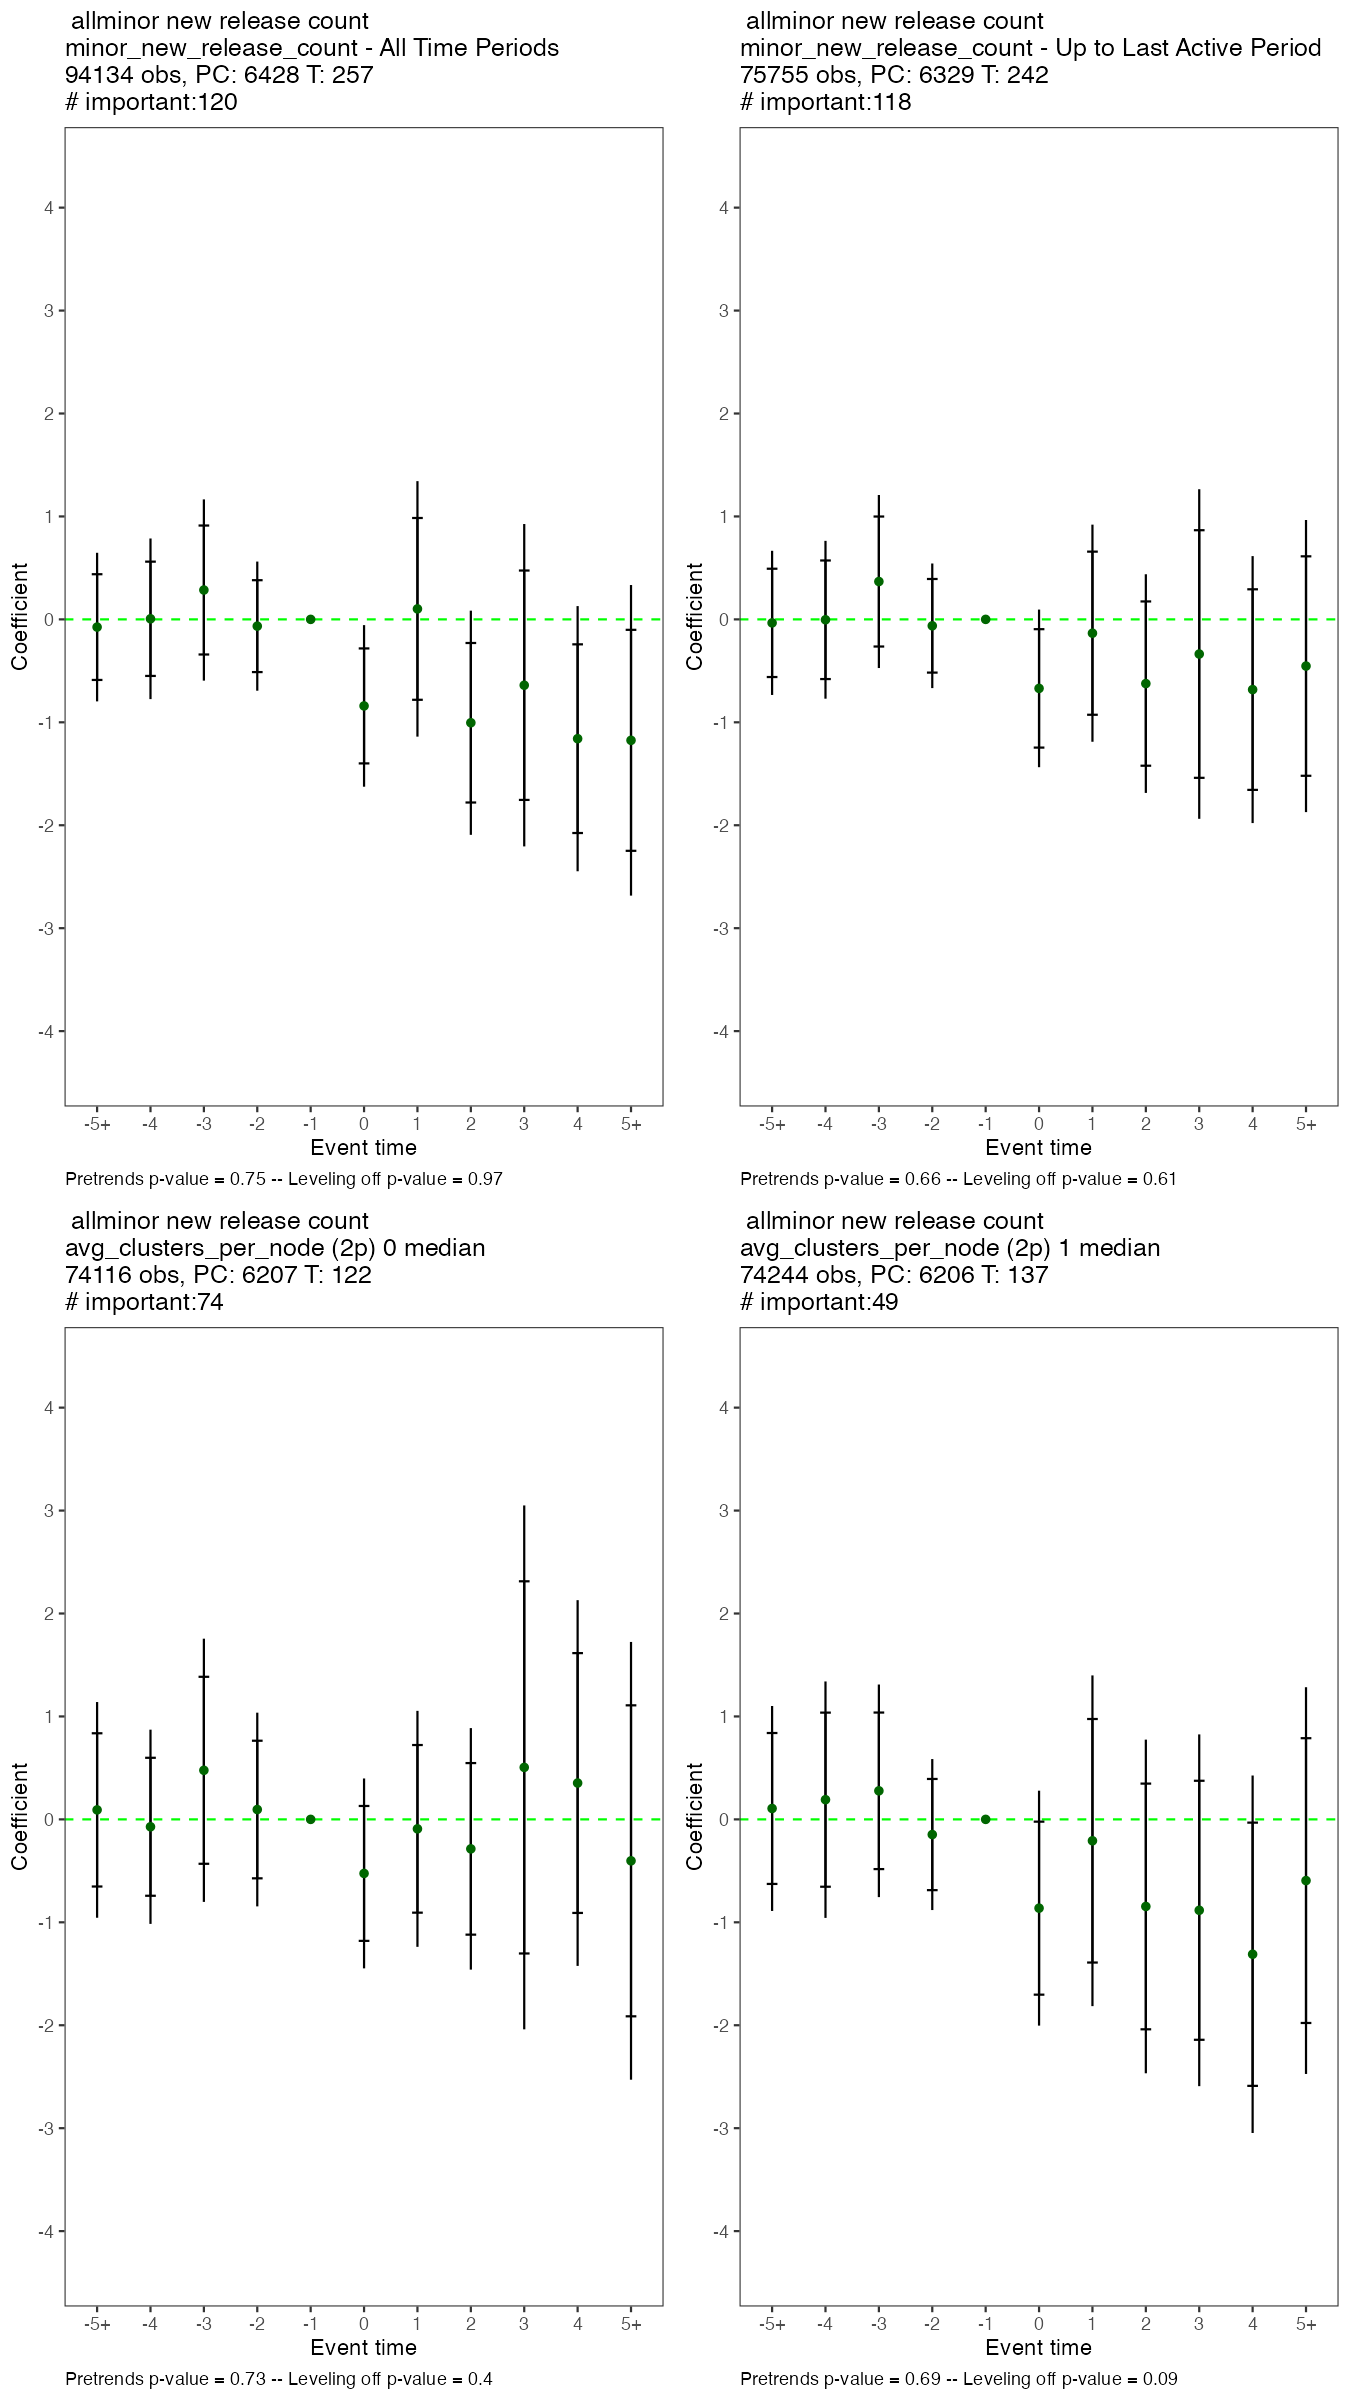 allminor new release count
minor_new_release_count - All Time Periods
94134 obs, PC: 6428 T: 257
# important:120
4
3
2
1
0
-1
-2
-3
-4
Coefficient
-5+ -4 -3 -2 -1 0 1 2 3 4 5+
Event time
Pretrends p-value = 0.75 -- Leveling off p-value = 0.97
allminor new release count
minor_new_release_count - Up to Last Active Period
75755 obs, PC: 6329 T: 242
# important:118
4
3
2
1
0
-1
-2
-3
-4
Coefficient
-5+ -4 -3 -2 -1 0 1 2 3 4 5+
Event time
Pretrends p-value = 0.66 -- Leveling off p-value = 0.61
allminor new release count
avg_clusters_per_node (2p) 0 median
74116 obs, PC: 6207 T: 122
# important:74
4
3
2
1
0
-1
-2
-3
-4
Coefficient
-5+ -4 -3 -2 -1 0 1 2 3 4 5+
Event time
Pretrends p-value = 0.73 -- Leveling off p-value = 0.4
allminor new release count
avg_clusters_per_node (2p) 1 median
74244 obs, PC: 6206 T: 137
# important:49
4
3
2
1
0
-1
-2
-3
-4
Coefficient
-5+ -4 -3 -2 -1 0 1 2 3 4 5+
Event time
Pretrends p-value = 0.69 -- Leveling off p-value = 0.09